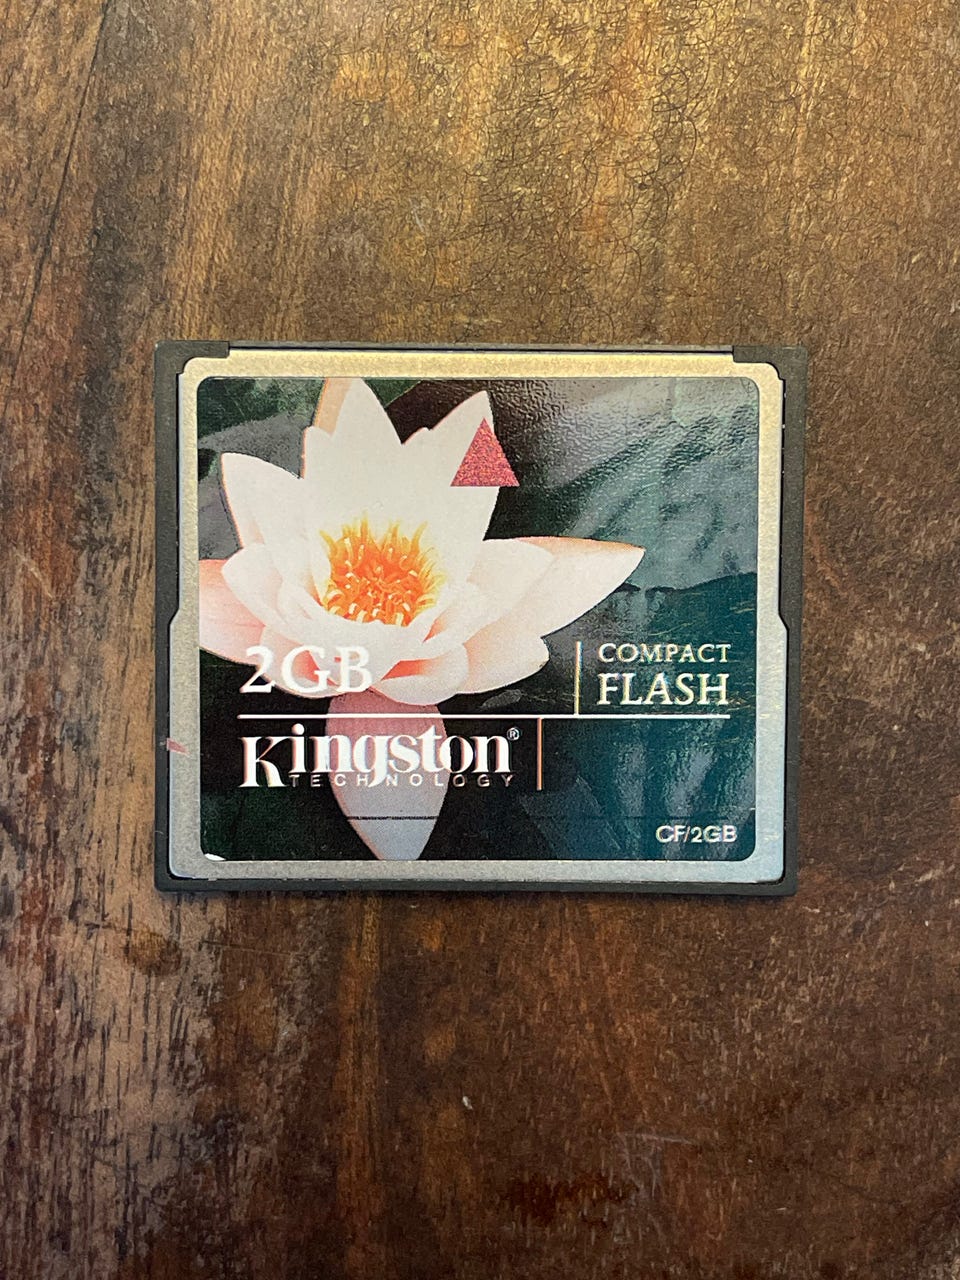 2GB
COMPACT
FLASH
Kingston®
TECHNOLOGY
CF/2GB